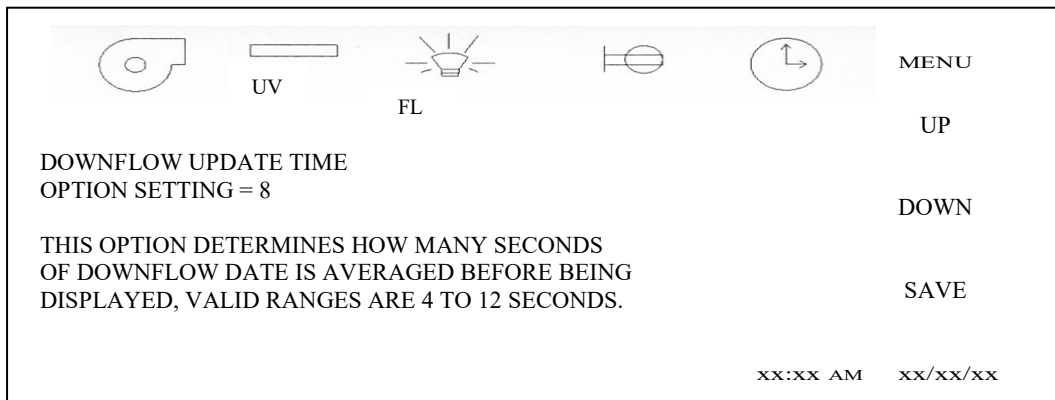 MENU
UV
FL
UP
DOWNFLOW UPDATE TIME
OPTION SETTING = 8
DOWN
THIS OPTION DETERMINES HOW MANY SECONDS
OF DOWNFLOW DATE IS AVERAGED BEFORE BEING
DISPLAYED, VALID RANGES ARE 4 TO 12 SECONDS.
SAVE
xx:xx AM xx/xx/xx